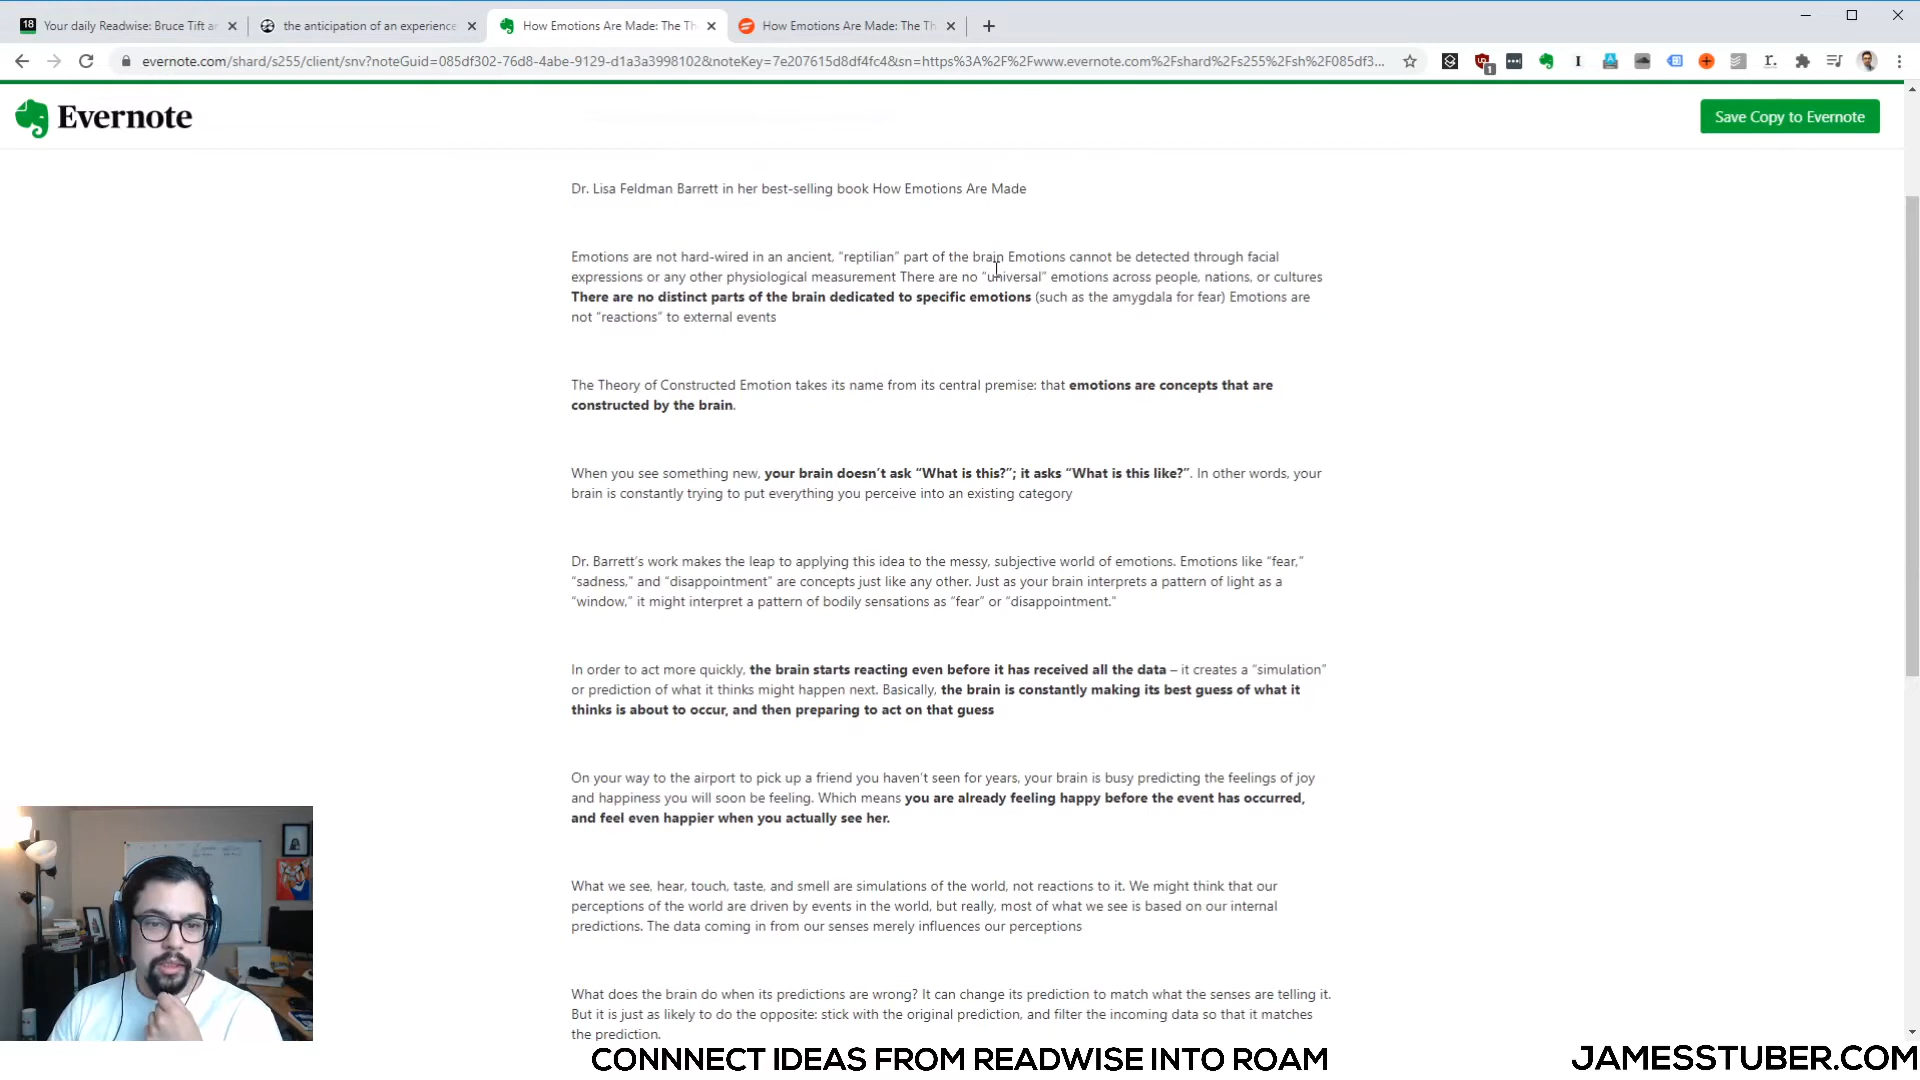 18 Your daily Readwise: Bruce Tift ar
the anticipation of an experience
How Emotions Are Made: The Th
How Emotions Are Made: The Th
evernote.com/shard/s255/client/snv?noteGuid=085df302-76d8-4abe-9129-d1a3a3998102&noteKey=7e207615d8df4fc4&sn=https%3A%2F%2Fwww.evernote.com%2Fshard%2Fs255%2Fsh%2F085df3...
1
r.
Evernote
Save Copy to Evernote
Dr. Lisa Feldman Barrett in her best-selling book How Emotions Are Made
Emotions are not hard-wired in an ancient, “reptilian” part of the brain Emotions cannot be detected through facial
expressions or any other physiological measurement There are no “universal” emotions across people, nations, or cultures
There are no distinct parts of the brain dedicated to specific emotions (such as the amygdala for fear) Emotions are
not “reactions” to external events
The Theory of Constructed Emotion takes its name from its central premise: that emotions are concepts that are
constructed by the brain.
When you see something new, your brain doesn’t ask “What is this?”; it asks “What is this like?”. In other words, your
brain is constantly trying to put everything you perceive into an existing category
Dr. Barrett’s work makes the leap to applying this idea to the messy, subjective world of emotions. Emotions like “fear,”
“sadness,” and “disappointment” are concepts just like any other. Just as your brain interprets a pattern of light as a
“window,” it might interpret a pattern of bodily sensations as “fear” or “disappointment.”
In order to act more quickly, the brain starts reacting even before it has received all the data – it creates a “simulation”
or prediction of what it thinks might happen next. Basically, the brain is constantly making its best guess of what it
thinks is about to occur, and then preparing to act on that guess
On your way to the airport to pick up a friend you haven’t seen for years, your brain is busy predicting the feelings of joy
and happiness you will soon be feeling. Which means you are already feeling happy before the event has occurred,
and feel even happier when you actually see her.
What we see, hear, touch, taste, and smell are simulations of the world, not reactions to it. We might think that our
perceptions of the world are driven by events in the world, but really, most of what we see is based on our internal
predictions. The data coming in from our senses merely influences our perceptions
What does the brain do when its predictions are wrong? It can change its prediction to match what the senses are telling it.
But it is just as likely to do the opposite: stick with the original prediction, and filter the incoming data so that it matches
the prediction.
CONNNECT IDEAS FROM READWISE INTO ROAM
JAMESSTUBER.COM